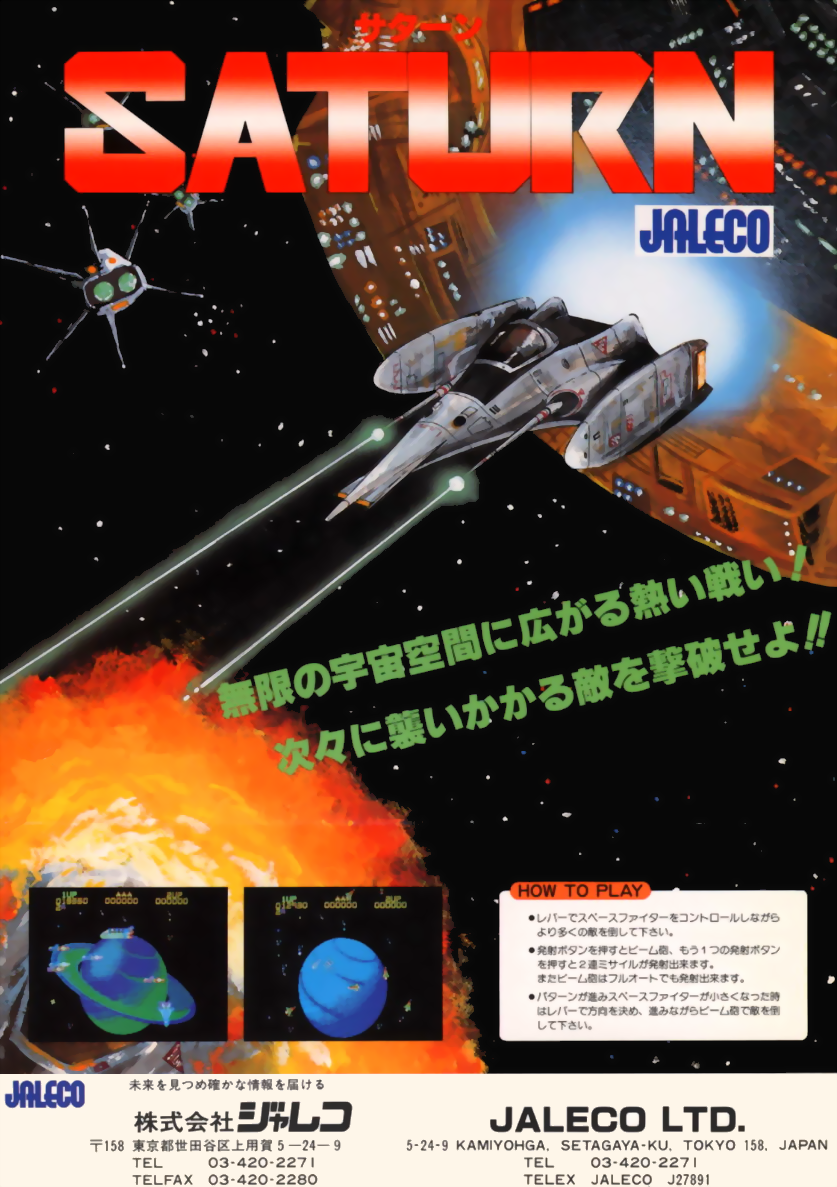 サターン
SATURN
JALECO
無限の宇宙空間に広がる熱い戦い!
次々に襲いかかる敵を撃破せよ!!
1UP AAA 2UP
000000 000000
1UP AAA 2UP
000000 000000
HOW TO PLAY
●レバーでスペースファイターをコントロールしながら
より多くの敵を倒して下さい。
●発射ボタンを押すとビーム砲、もう1つの発射ボタン
を押すと2連ミサイルが発射出来ます。
またビーム砲はフルオートでも発射出来ます。
●パターンが進みスペースファイターが小さくなった時
はレバーで方向を決め、進みながらビーム砲で敵を倒
して下さい。
JALECO
未来を見つめ確かな情報を届ける
株式会社ジャレコ
〒158 東京都世田谷区上用賀5-24-9
TEL 03-420-2271
TELFAX 03-420-2280
JALECO LTD.
5-24-9 KAMIYOHGA, SETAGAYA-KU, TOKYO 158, JAPAN
TEL 03-420-2271
TELEX JALECO J27891